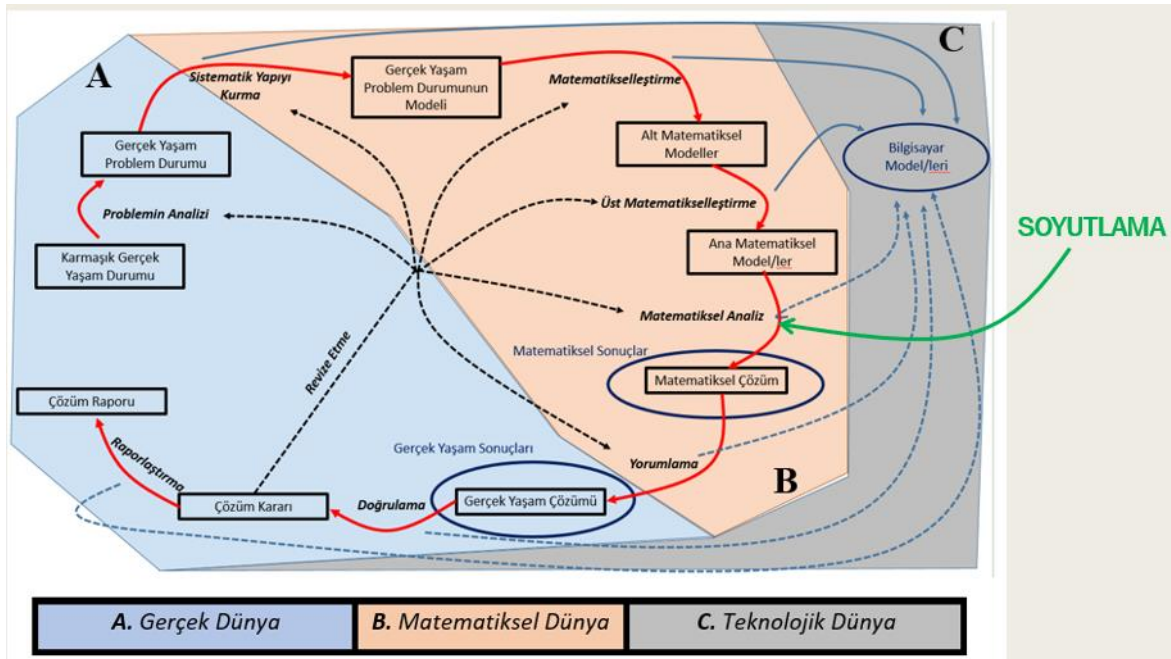 C
A
Sistematik Yapıyı
Kurma
Gerçek Yaşam
Problem Durumunun
Modeli
Matematikselleştirme
Gerçek Yaşam
Problem Durumu
Alt Matematiksel
Modeller
Bilgisayar
Model/leri
Problemin Analizi
Üst Matematikselleştirme
SOYUTLAMA
Karmaşık Gerçek
Yaşam Durumu
Ana Matematiksel
Model/ler
Matematiksel Analiz
Revize Etme
Matematiksel Sonuçlar
Matematiksel Çözüm
Çözüm Raporu
Gerçek Yaşam Sonuçları
Yorumlama
B
Raporlaştırma
Çözüm Kararı
Doğrulama
Gerçek Yaşam Çözümü
A. Gerçek Dünya
B. Matematiksel Dünya
C. Teknolojik Dünya